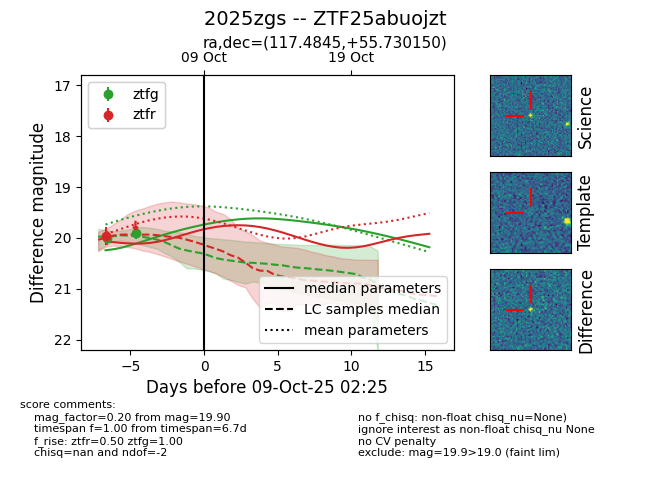 2025zgs -- ZTF25abuojzt
ra,dec=(117.4845,+55.730150)
09 Oct
19 Oct
17
18
19
20
21
22
Difference magnitude
ztfg
ztfr
median parameters
LC samples median
mean parameters
−5
0
5
10
15
Days before 09-Oct-25 02:25
Science
Template
Difference
score comments:
mag_factor=0.20 from mag=19.90
timespan f=1.00 from timespan=6.7d
f_rise: ztfr=0.50 ztfg=1.00
chisq=nan and ndof=-2
no f_chisq: non-float chisq_nu=None)
ignore interest as non-float chisq_nu None
no CV penalty
exclude: mag=19.9>19.0 (faint lim)